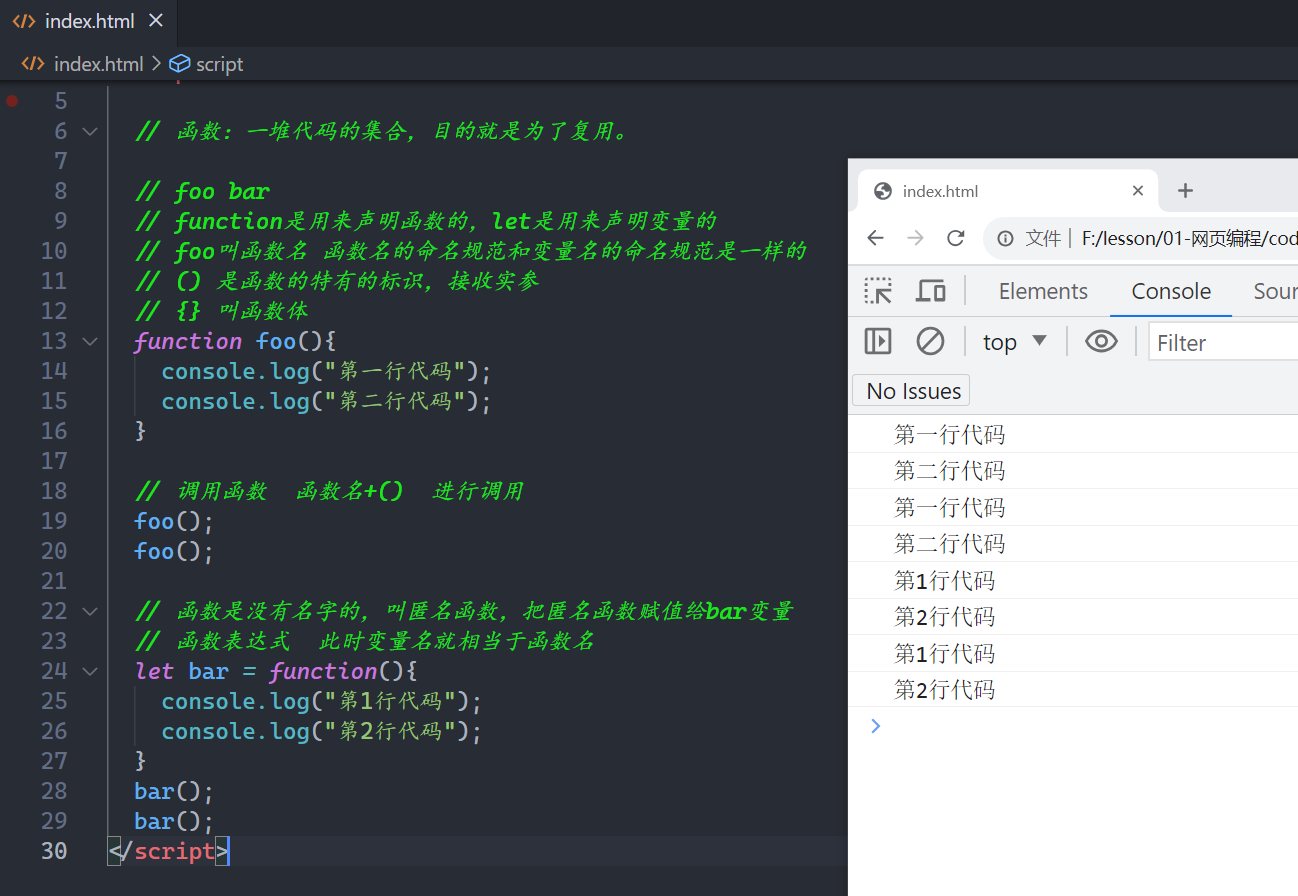 index.html
index.html > script
5
6 // 函数：一堆代码的集合，目的就是为了复用。
7
8 // foo bar
9 // function是用来声明函数的，let是用来声明变量的
10 // foo叫函数名 函数名的命名规范和变量名的命名规范是一样的
11 // () 是函数的特有的标识，接收实参
12 // {} 叫函数体
13 function foo(){
14 console.log("第一行代码");
15 console.log("第二行代码");
16 }
17
18 // 调用函数 函数名+() 进行调用
19 foo();
20 foo();
21
22 // 函数是没有名字的，叫匿名函数，把匿名函数赋值给bar变量
23 // 函数表达式 此时变量名就相当于函数名
24 let bar = function(){
25 console.log("第1行代码");
26 console.log("第2行代码");
27 }
28 bar();
29 bar();
30 </script>
index.html
文件 | F:/lesson/01-网页编程/cod
Elements Console Sour
top Filter
No Issues
第一行代码
第二行代码
第一行代码
第二行代码
第1行代码
第2行代码
第1行代码
第2行代码